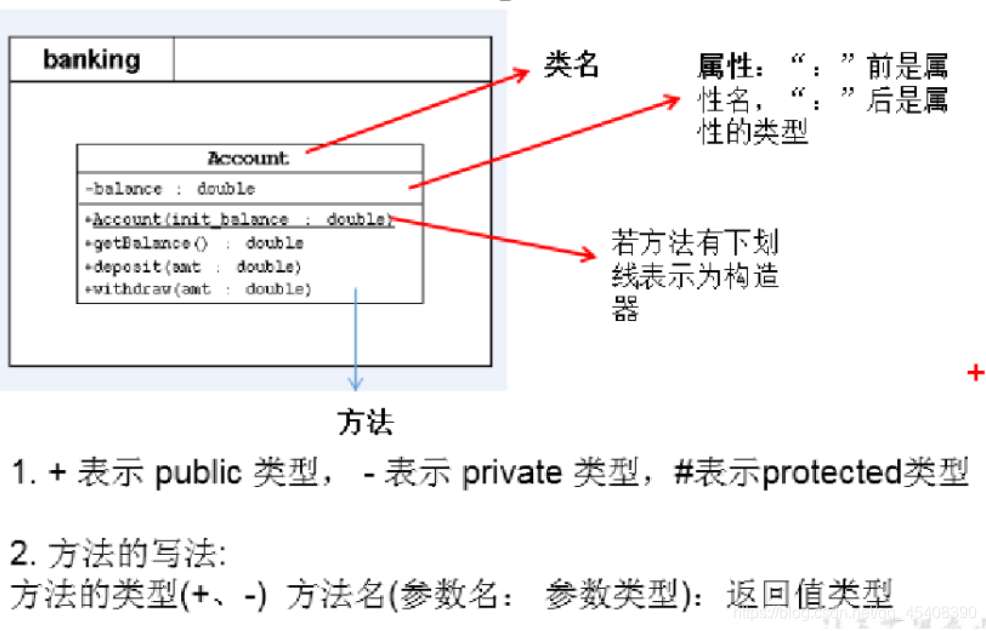 banking
类名
属性：“：”前是属
性名，“：”后是属
性的类型
Account
-balance : double
+Account(init_balance : double)
+getBalance() : double
+deposit(amt : double)
+withdraw(amt : double)
若方法有下划
线表示为构造
器
+
方法
1. + 表示 public 类型， - 表示 private 类型，#表示protected类型
2. 方法的写法:
方法的类型(+、-) 方法名(参数名： 参数类型)：返回值类型
https://blog.csdn.net/qq_45408390